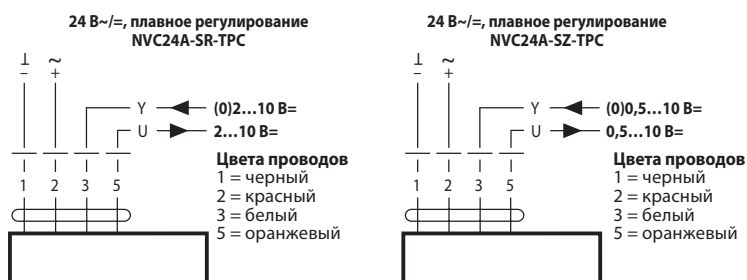 24 В~/=, плавное регулирование
NVC24A-SR-TPC
⊥ ~
– +
Y (0)2…10 В=
U 2…10 В=
1 2 3 5
Цвета проводов
1 = черный
2 = красный
3 = белый
5 = оранжевый
24 В~/=, плавное регулирование
NVC24A-SZ-TPC
⊥ ~
– +
Y (0)0,5…10 В=
U 0,5…10 В=
1 2 3 5
Цвета проводов
1 = черный
2 = красный
3 = белый
5 = оранжевый